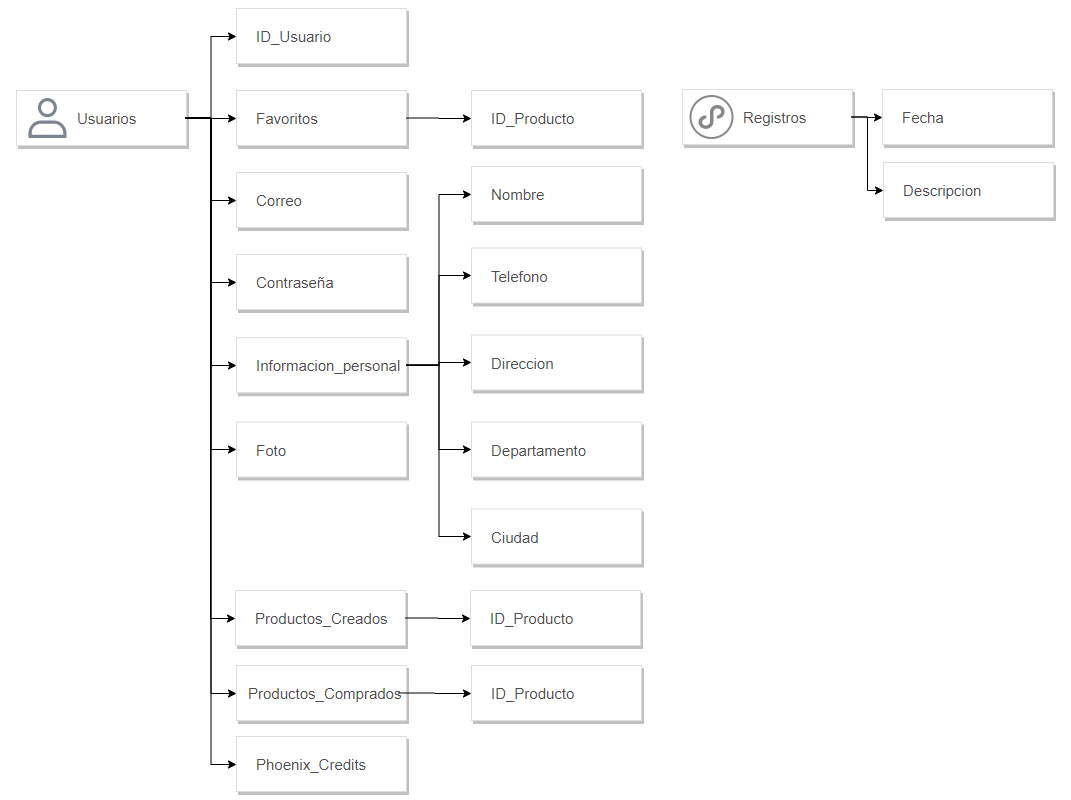 Usuarios
ID_Usuario
Favoritos
ID_Producto
Correo
Contraseña
Informacion_personal
Nombre
Telefono
Direccion
Departamento
Ciudad
Foto
Productos_Creados
ID_Producto
Productos_Comprados
ID_Producto
Phoenix_Credits
Registros
Fecha
Descripcion